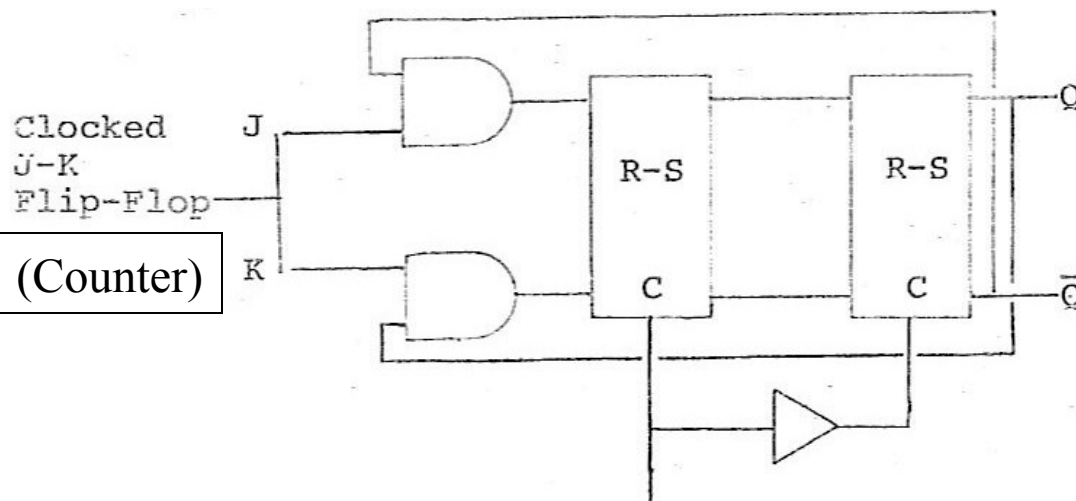 Clocked
J-K
Flip-Flop
(Counter)
J
K
R-S
C
R-S
C
Q
Q̅